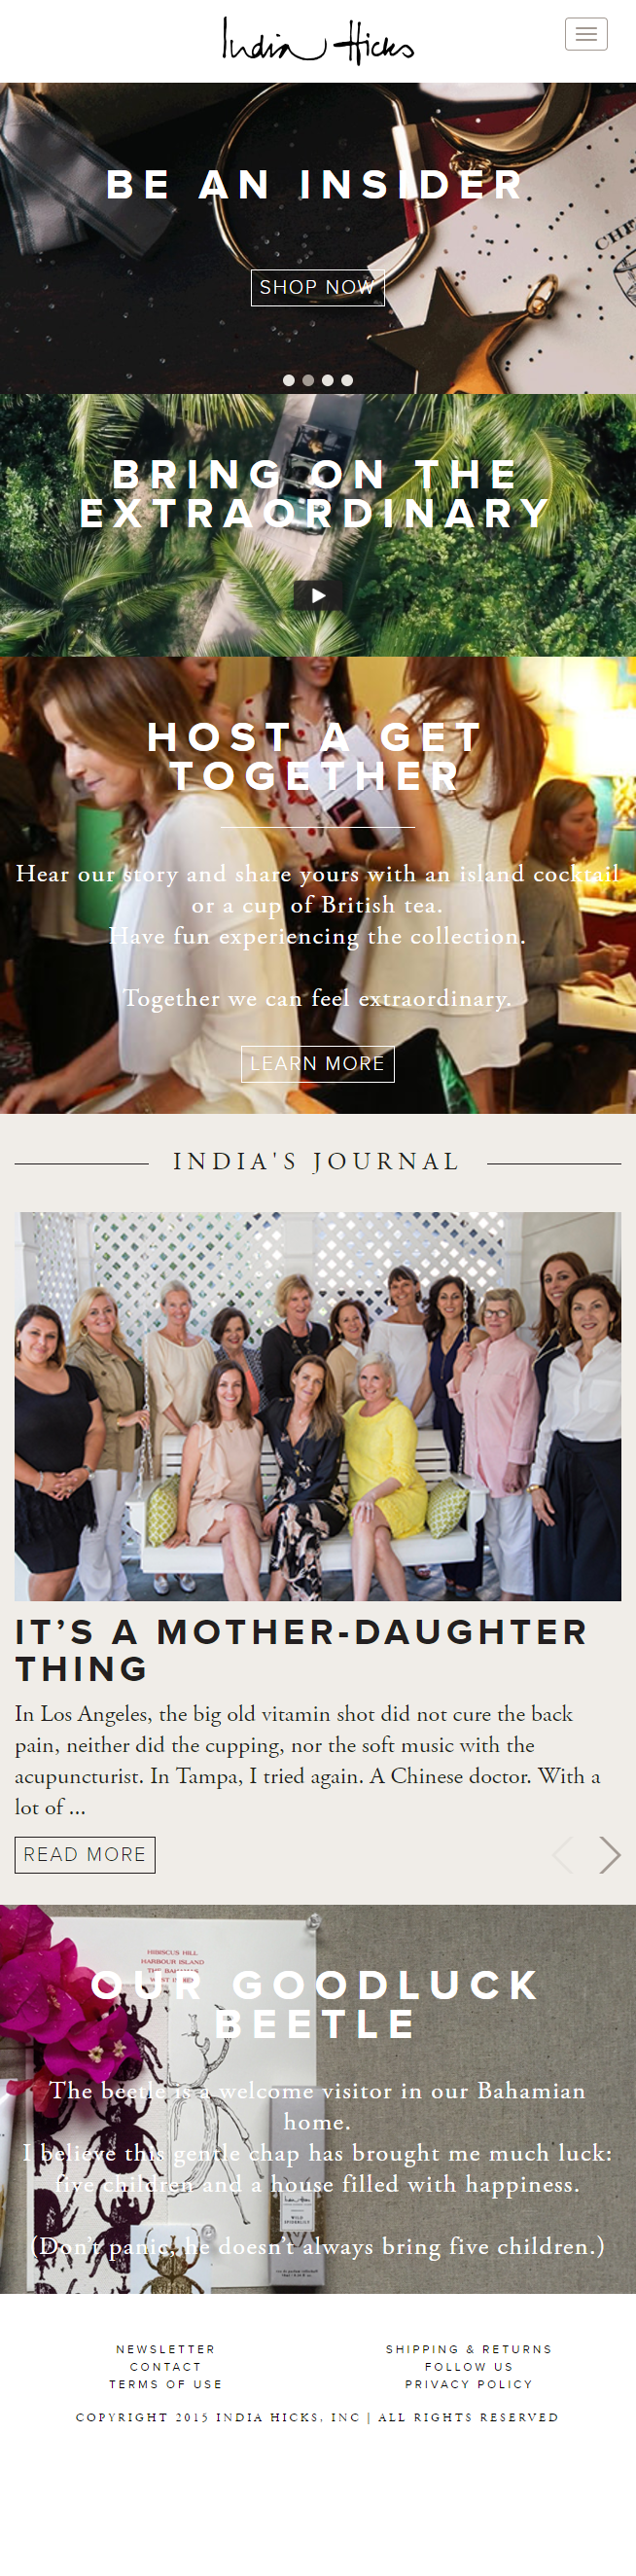 India Hicks
BE AN INSIDER
SHOP NOW
BRING ON THE
EXTRAORDINARY
HOST A GET
TOGETHER
Hear our story and share yours with an island cocktail
or a cup of British tea.
Have fun experiencing the collection.
Together we can feel extraordinary.
LEARN MORE
INDIA'S JOURNAL
IT’S A MOTHER-DAUGHTER
THING
In Los Angeles, the big old vitamin shot did not cure the back
pain, neither did the cupping, nor the soft music with the
acupuncturist. In Tampa, I tried again. A Chinese doctor. With a
lot of ...
READ MORE
HIBISCUS HILL
HARBOUR ISLAND
THE BAHAMAS
OUR GOODLUCK
BEETLE
The beetle is a welcome visitor in our Bahamian
home.
I believe this gentle chap has brought me much luck:
five children and a house filled with happiness.
(Don’t panic, he doesn’t always bring five children.)
NEWSLETTER
CONTACT
TERMS OF USE
SHIPPING & RETURNS
FOLLOW US
PRIVACY POLICY
COPYRIGHT 2015 INDIA HICKS, INC | ALL RIGHTS RESERVED